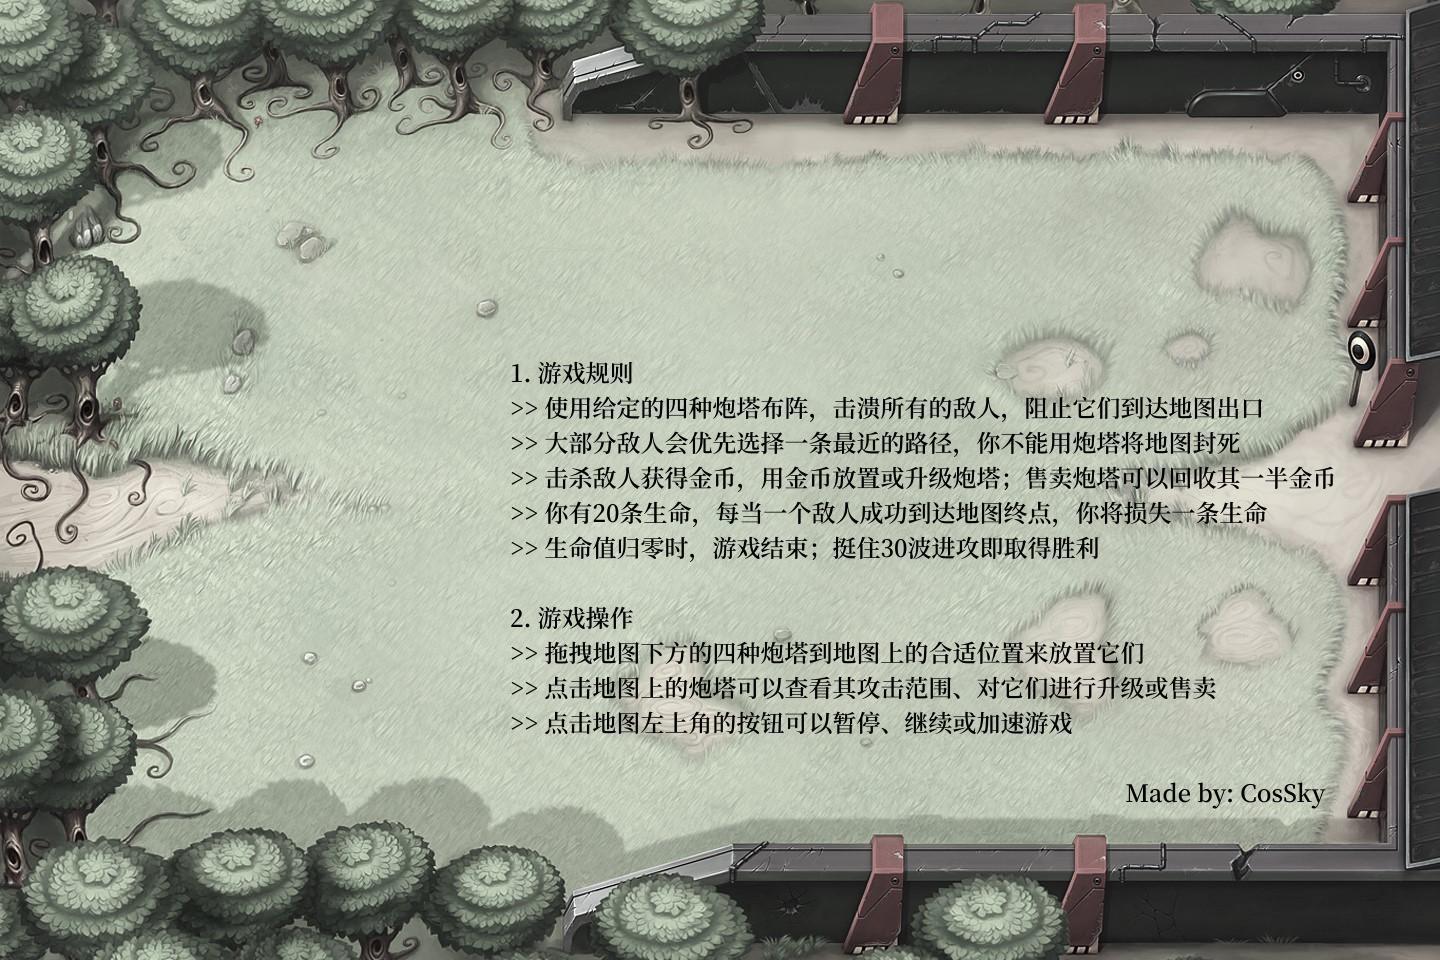 1. 游戏规则
>> 使用给定的四种炮塔布阵，击溃所有的敌人，阻止它们到达地图出口
>> 大部分敌人会优先选择一条最近的路径，你不能用炮塔将地图封死
>> 击杀敌人获得金币，用金币放置或升级炮塔；售卖炮塔可以回收其一半金币
>> 你有20条生命，每当一个敌人成功到达地图终点，你将损失一条生命
>> 生命值归零时，游戏结束；挺住30波进攻即取得胜利
2. 游戏操作
>> 拖拽地图下方的四种炮塔到地图上的合适位置来放置它们
>> 点击地图上的炮塔可以查看其攻击范围、对它们进行升级或售卖
>> 点击地图左上角的按钮可以暂停、继续或加速游戏
Made by: CosSky